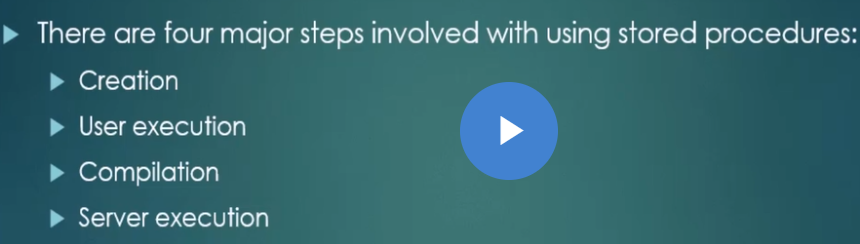 There are four major steps involved with using stored procedures:
Creation
User execution
Compilation
Server execution